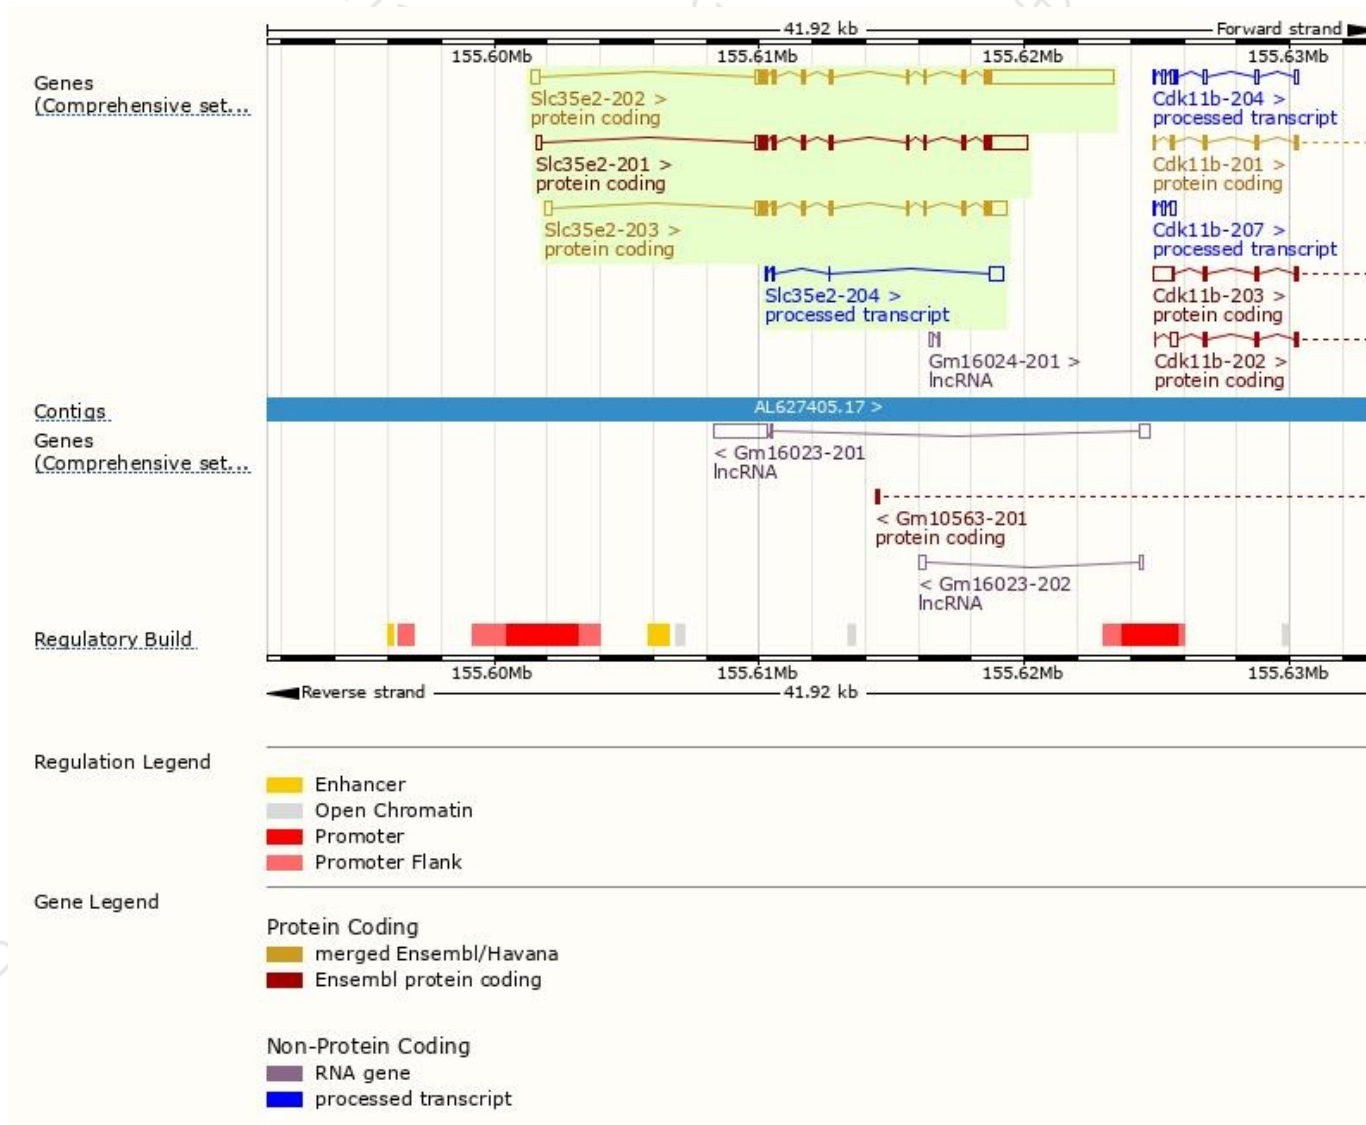 41.92 kb Forward strand
155.60Mb 155.61Mb 155.62Mb 155.63Mb
Genes
(Comprehensive set...
Slc35e2-202 >
protein coding
Cdk11b-204 >
processed transcript
Slc35e2-201 >
protein coding
Cdk11b-201 >
protein coding
Slc35e2-203 >
protein coding
Cdk11b-207 >
processed transcript
Slc35e2-204 >
processed transcript
Cdk11b-203 >
protein coding
Gm16024-201 >
lncRNA
Cdk11b-202 >
protein coding
Contigs
AL627405.17 >
Genes
(Comprehensive set...
< Gm16023-201
lncRNA
< Gm10563-201
protein coding
< Gm16023-202
lncRNA
Regulatory Build
155.60Mb 155.61Mb 155.62Mb 155.63Mb
Reverse strand 41.92 kb
Regulation Legend
Enhancer
Open Chromatin
Promoter
Promoter Flank
Gene Legend
Protein Coding
merged Ensembl/Havana
Ensembl protein coding
Non-Protein Coding
RNA gene
processed transcript